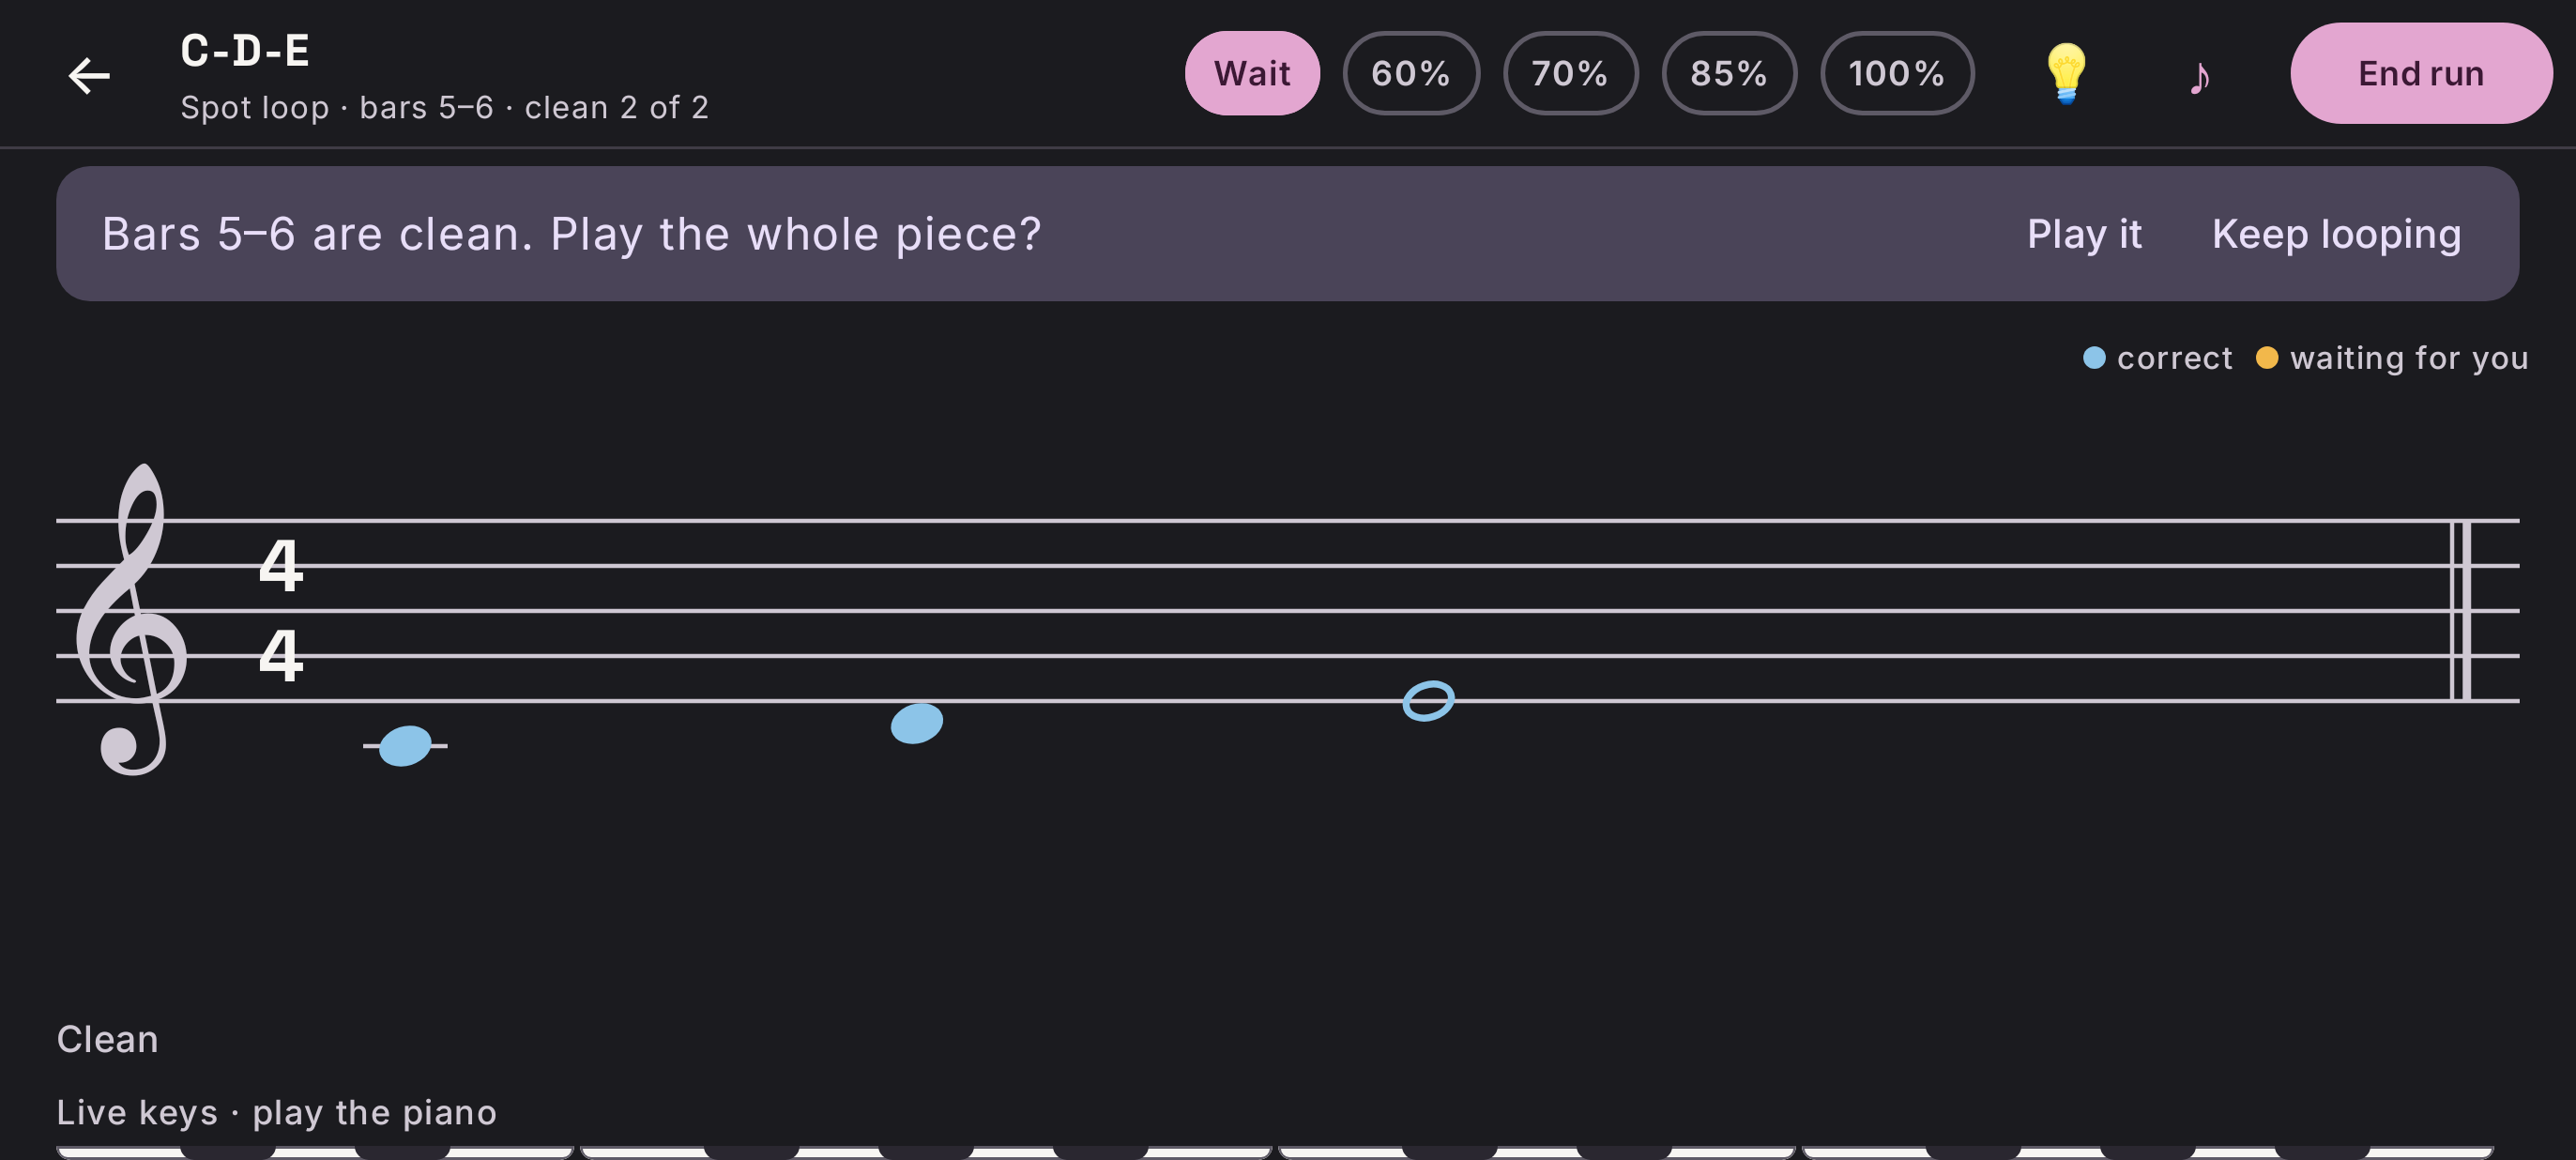 C-D-E
Spot loop · bars 5–6 · clean 2 of 2
Wait
60%
70%
85%
100%
End run
Bars 5–6 are clean. Play the whole piece?
Play it
Keep looping
correct
waiting for you
4
4
Clean
Live keys · play the piano